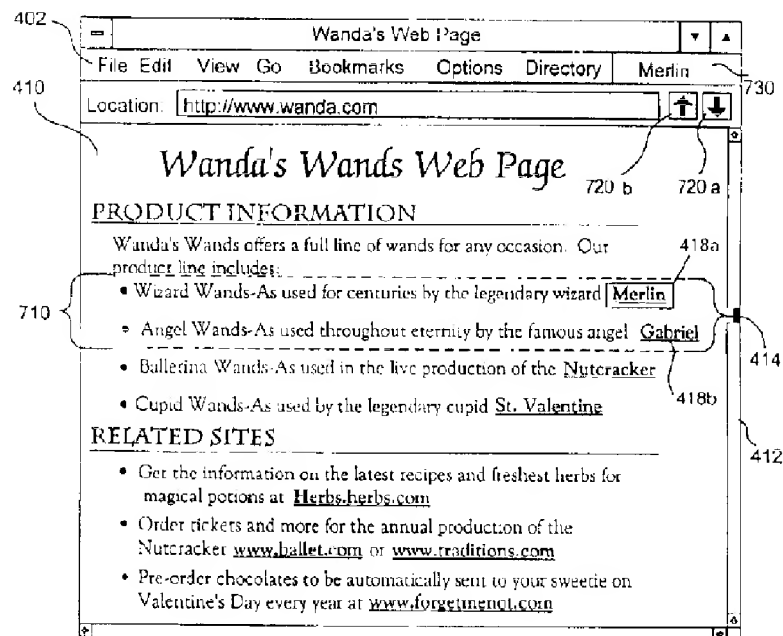 402
Wanda's Web Page
File Edit View Go Bookmarks Options Directory Merlin
730
410
Location: http://www.wanda.com
Wanda's Wands Web Page
720 b
720 a
PRODUCT INFORMATION
Wanda's Wands offers a full line of wands for any occasion. Our
product line includes:
418a
710
• Wizard Wands-As used for centuries by the legendary wizard Merlin
• Angel Wands-As used throughout eternity by the famous angel Gabriel
414
• Ballerina Wands-As used in the live production of the Nutcracker
418b
• Cupid Wands-As used by the legendary cupid St. Valentine
412
RELATED SITES
• Get the information on the latest recipes and freshest herbs for
magical potions at Herbs.herbs.com
• Order tickets and more for the annual production of the
Nutcracker www.ballet.com or www.traditions.com
• Pre-order chocolates to be automatically sent to your sweetie on
Valentine's Day every year at www.forgetmenot.com